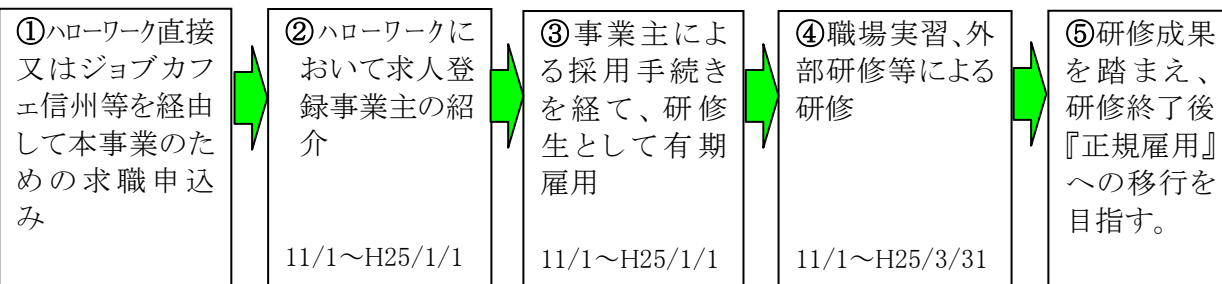 ①ﾊﾛｰﾜｰｸ直接
又はジョブカフ
ェ信州等を経由
して本事業のた
めの求職申込
み
②ハローワークに
おいて求人登
録事業主の紹
介
11/1～H25/1/1
③事業主によ
る採用手続き
を経て、研修
生として有期
雇用
11/1～H25/1/1
④職場実習、外
部研修等による
研修
11/1～H25/3/31
⑤研修成果
を踏まえ、
研修終了後
『正規雇用』
への移行を
目指す。